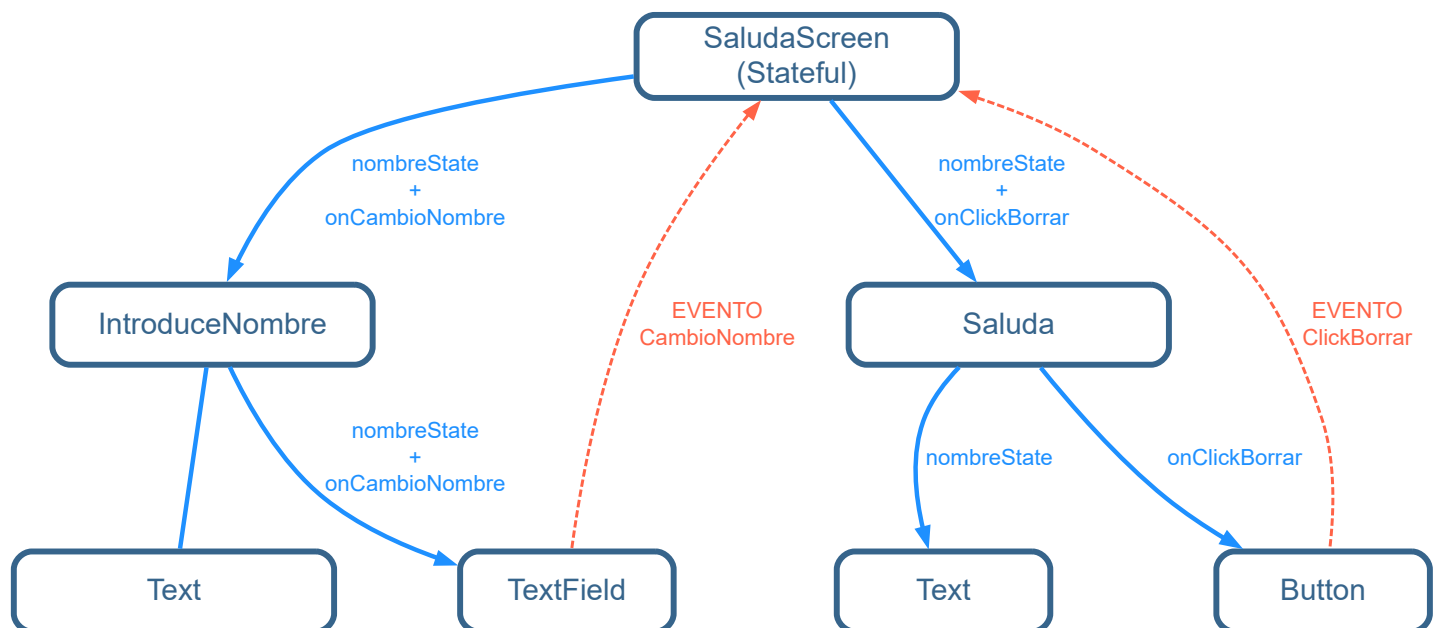 SaludaScreen
(Stateful)
nombreState
+
onCambioNombre
nombreState
+
onClickBorrar
IntroduceNombre
EVENTO
CambioNombre
Saluda
EVENTO
ClickBorrar
nombreState
+
onCambioNombre
nombreState
onClickBorrar
Text
TextField
Text
Button